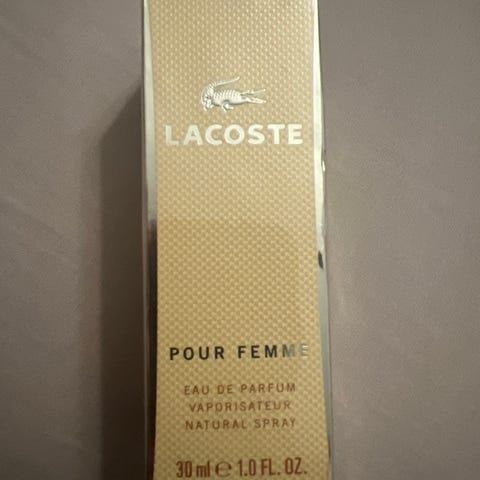 LACOSTE
POUR FEMME
EAU DE PARFUM
VAPORISATEUR
NATURAL SPRAY
30 ml ℮ 1.0 FL. OZ.